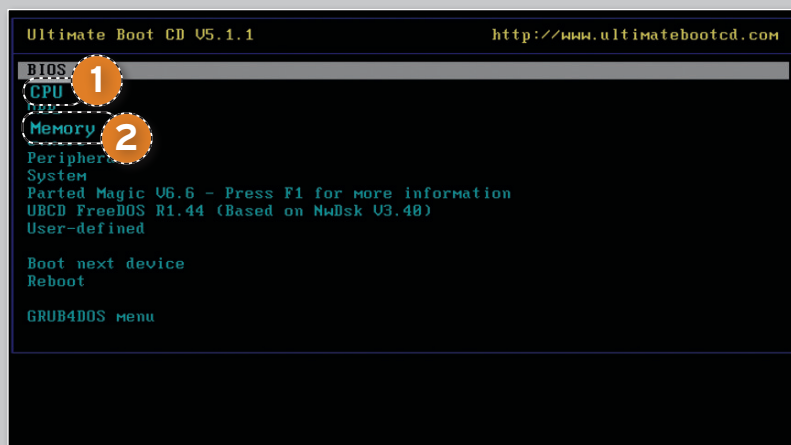 Ultimate Boot CD V5.1.1 http://www.ultimatebootcd.com
BIOS
1
CPU
Memory
2
System
Parted Magic V6.6 - Press F1 for more information
UBCD FreeDOS R1.44 (Based on NwDsk V3.40)
User-defined
Boot next device
Reboot
GRUB4DOS menu